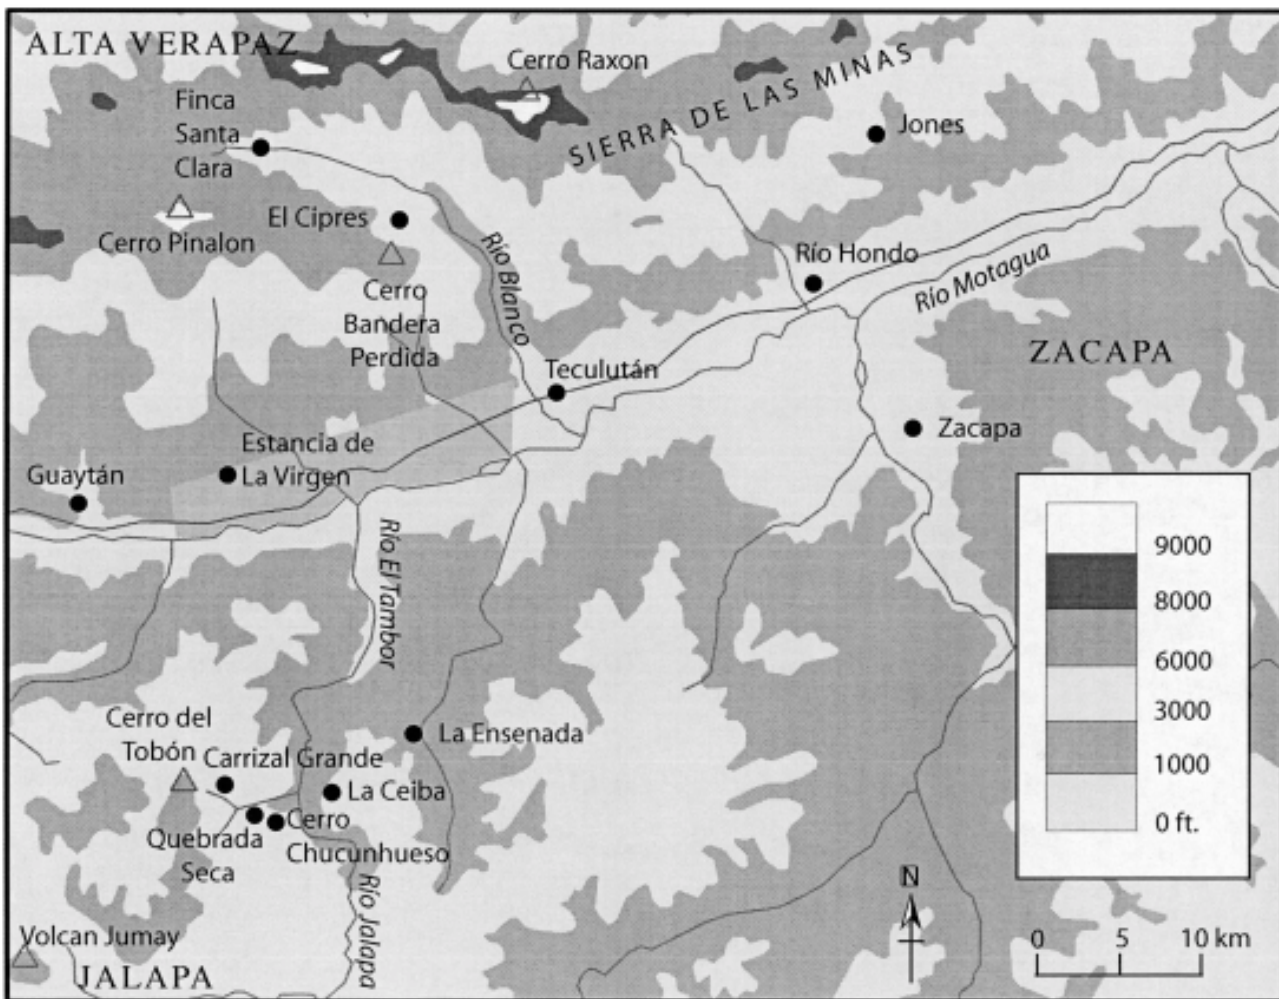 ALTA VERAPAZ
Cerro Raxon
SIERRA DE LAS MINAS
Finca
Santa
Clara
Jones
El Cipres
Cerro Pinalon
Río Blanco
Río Hondo
Río Motagua
Cerro
Bandera
Perdida
ZACAPA
Teculután
Zacapa
Estancia de
La Virgen
Guaytán
Río El Tambor
9000
8000
6000
3000
1000
0 ft.
Cerro del
Tobón
Carrizal Grande
La Ensenada
La Ceiba
Cerro
Chucunhueso
Quebrada
Seca
Río Jalapa
N
Volcan Jumay
JALAPA
0 5 10 km